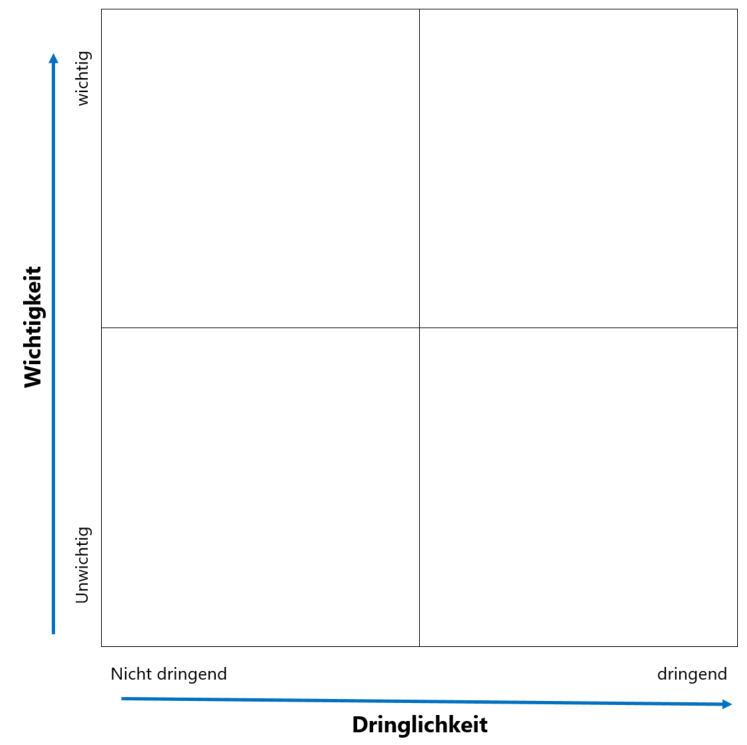 wichtig
Wichtigkeit
Unwichtig
Nicht dringend
dringend
Dringlichkeit